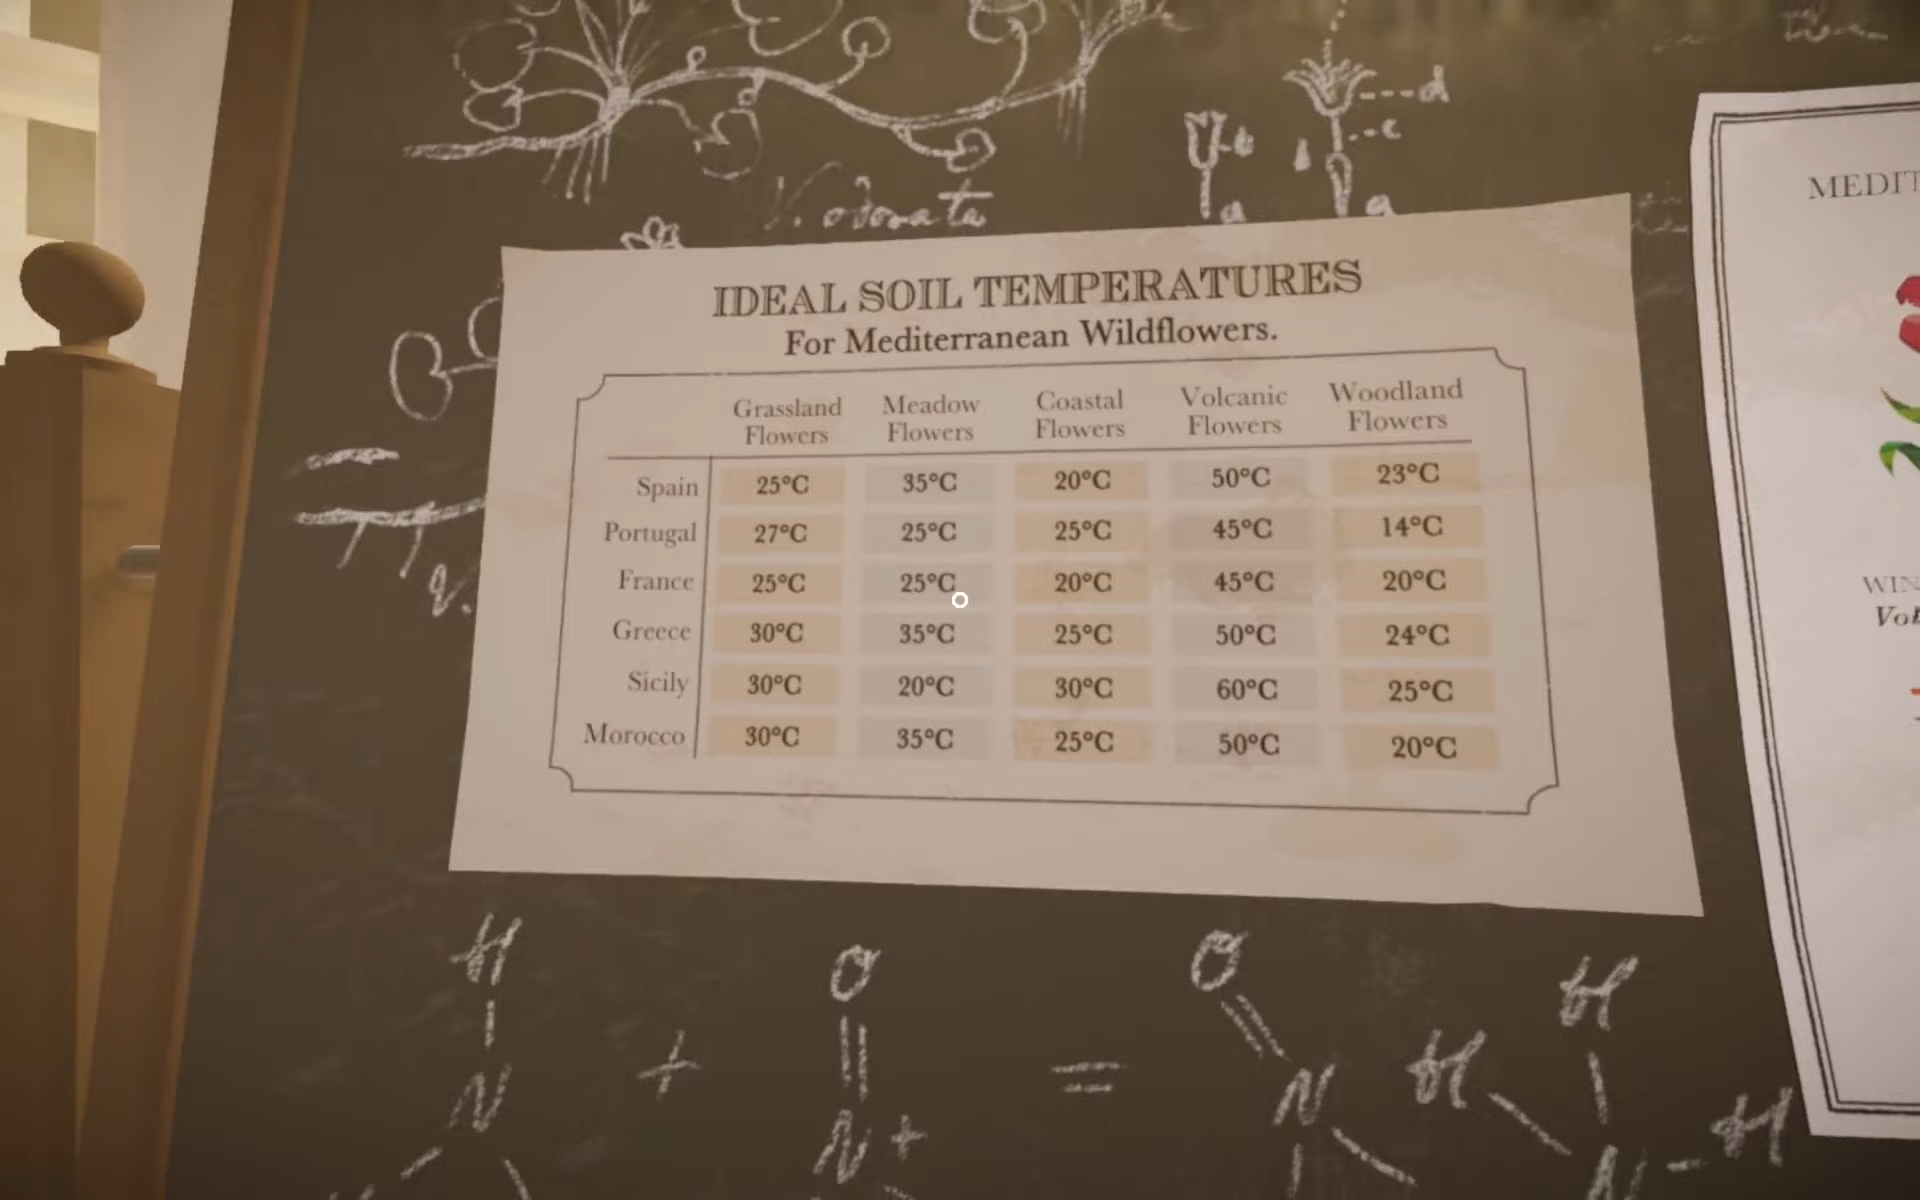 V. odonata
d
c
b
a
a
IDEAL SOIL TEMPERATURES
For Mediterranean Wildflowers.
Grassland Flowers Meadow Flowers Coastal Flowers Volcanic Flowers Woodland Flowers
Spain 25°C 35°C 20°C 50°C 23°C
Portugal 27°C 25°C 25°C 45°C 14°C
France 25°C 25°C 20°C 45°C 20°C
Greece 30°C 35°C 25°C 50°C 24°C
Sicily 30°C 20°C 30°C 60°C 25°C
Morocco 30°C 35°C 25°C 50°C 20°C
MEDIT
WIN
H O O H
+ =
N N+ N H N H